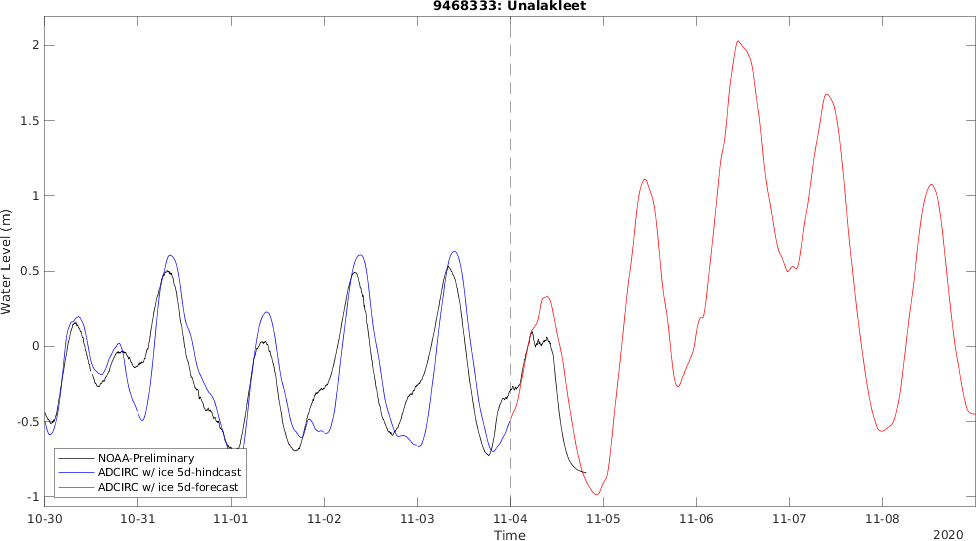 9468333: Unalakleet
Water Level (m)
2
1.5
1
0.5
0
-0.5
-1
NOAA-Preliminary
ADCIRC w/ ice 5d-hindcast
ADCIRC w/ ice 5d-forecast
10-30 10-31 11-01 11-02 11-03 11-04 11-05 11-06 11-07 11-08
Time
2020